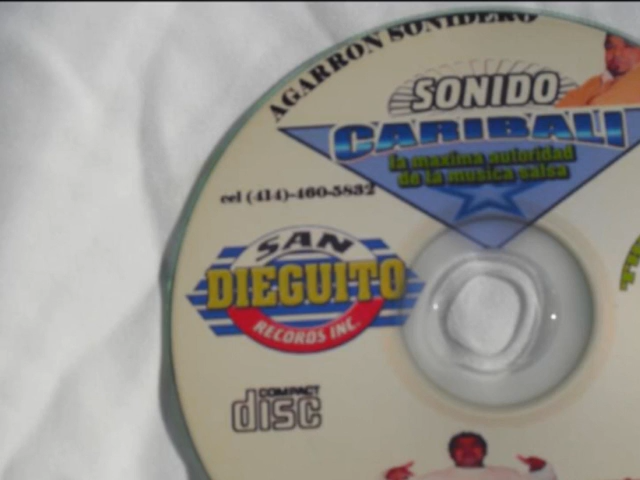 AGARRON SONIDERO
SONIDO
CARIBALI
la maxima autoridad
de la musica salsa
cel (414)-460-5832
SAN
DIEGUITO
RECORDS INC.
COMPACT
disc